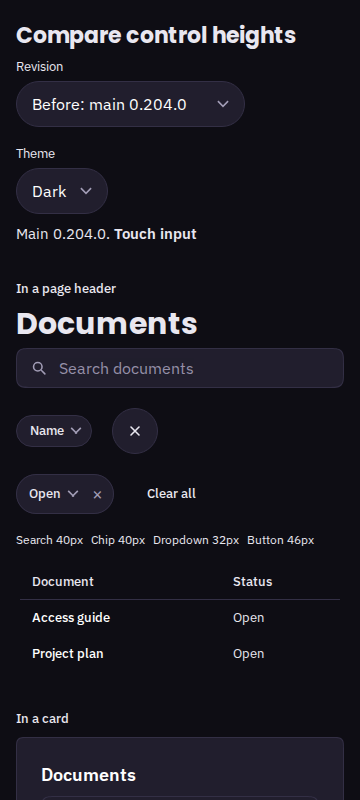 Compare control heights
Revision
Before: main 0.204.0
Theme
Dark
Main 0.204.0. Touch input
In a page header
Documents
Search documents
Name
Open
Clear all
Search 40px Chip 40px Dropdown 32px Button 46px
Document Status
Access guide Open
Project plan Open
In a card
Documents